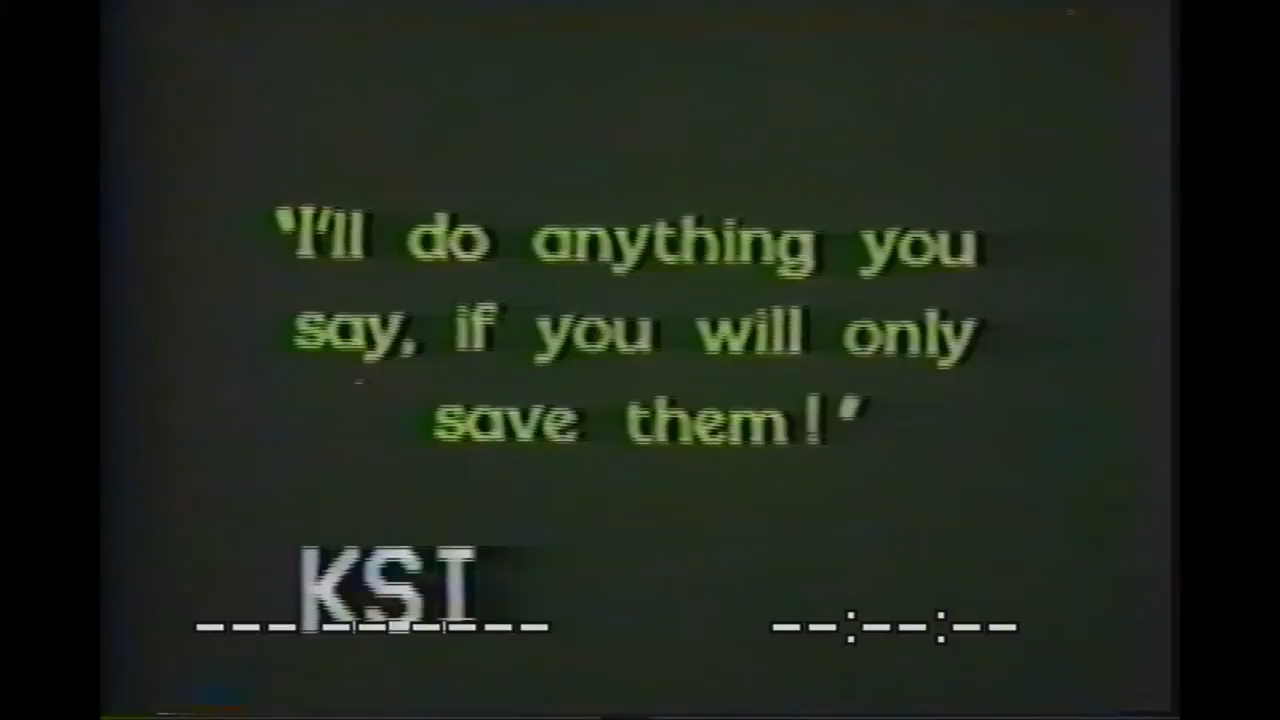 "I'll do anything you
say, if you will only
save them!"
KSI
----------- --:--:--